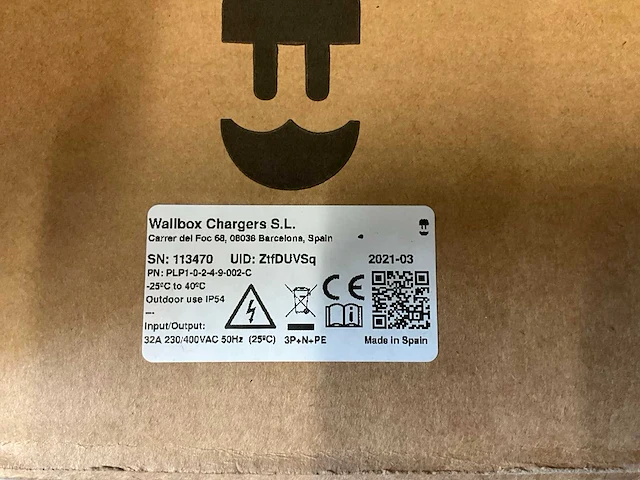 Wallbox Chargers S.L.
Carrer del Foc 68, 08038 Barcelona, Spain
SN: 113470 UID: ZtfDUVSq 2021-03
PN: PLP1-0-2-4-9-002-C
-25ºC to 40ºC
Outdoor use IP54
---
Input/Output:
32A 230/400VAC 50Hz (25ºC) 3P+N+PE
CE
Made in Spain